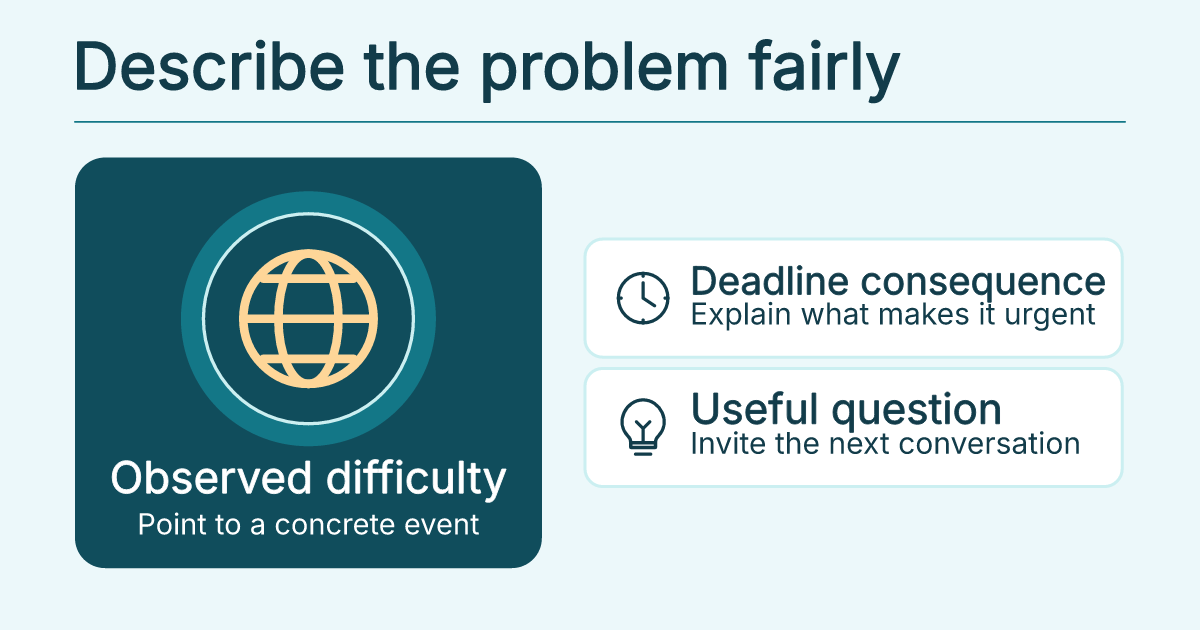 Describe the problem fairly
Observed difficulty
Point to a concrete event
Deadline consequence
Explain what makes it urgent
Useful question
Invite the next conversation